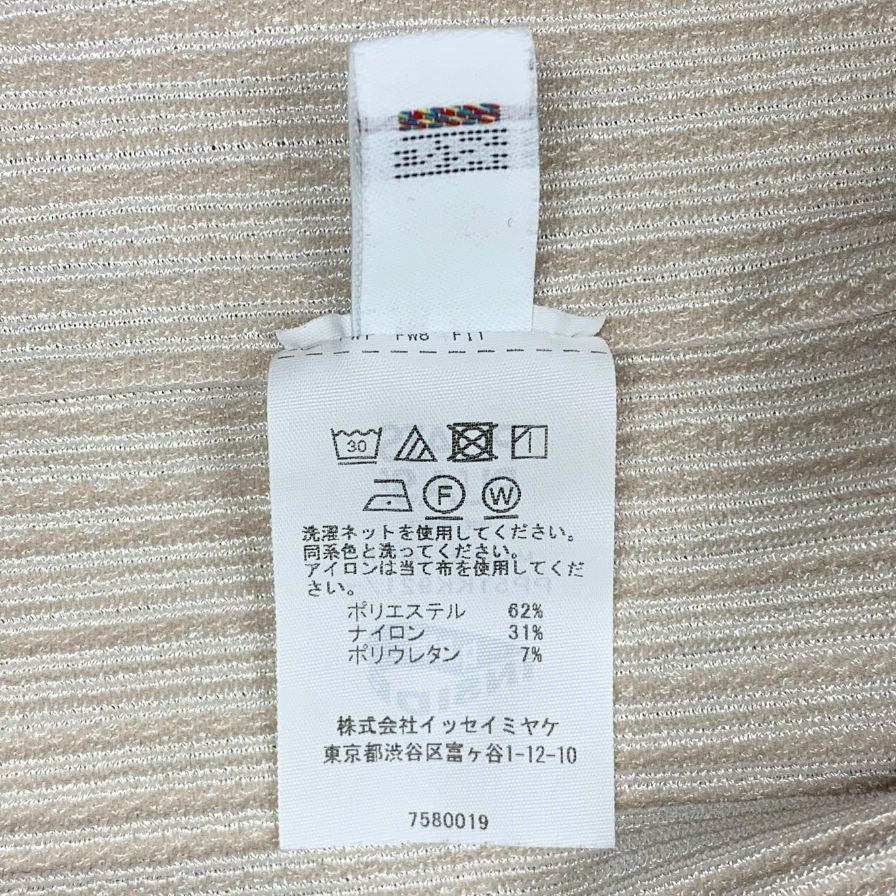 FW8 FI1
30
F
W
洗濯ネットを使用してください。
同系色と洗ってください。
アイロンは当て布を使用してくだ
さい。
ポリエステル 62%
ナイロン 31%
ポリウレタン 7%
株式会社イッセイミヤケ
東京都渋谷区富ヶ谷1-12-10
7580019